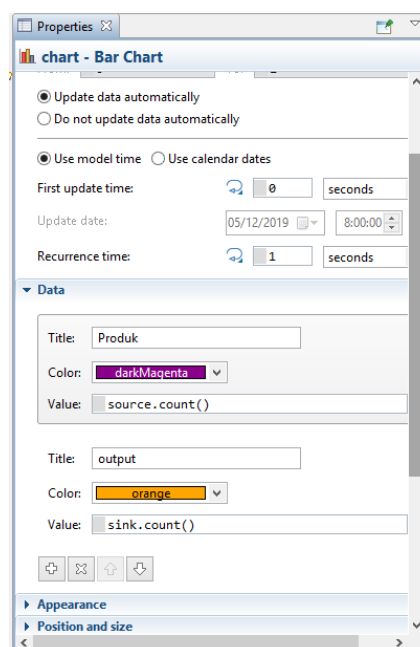 Properties
chart - Bar Chart
Update data automatically
Do not update data automatically
Use model time Use calendar dates
First update time: 0 seconds
Update date: 05/12/2019 8:00:00
Recurrence time: 1 seconds
Data
Title: Produk
Color: darkMagenta
Value: source.count()
Title: output
Color: orange
Value: sink.count()
Appearance
Position and size